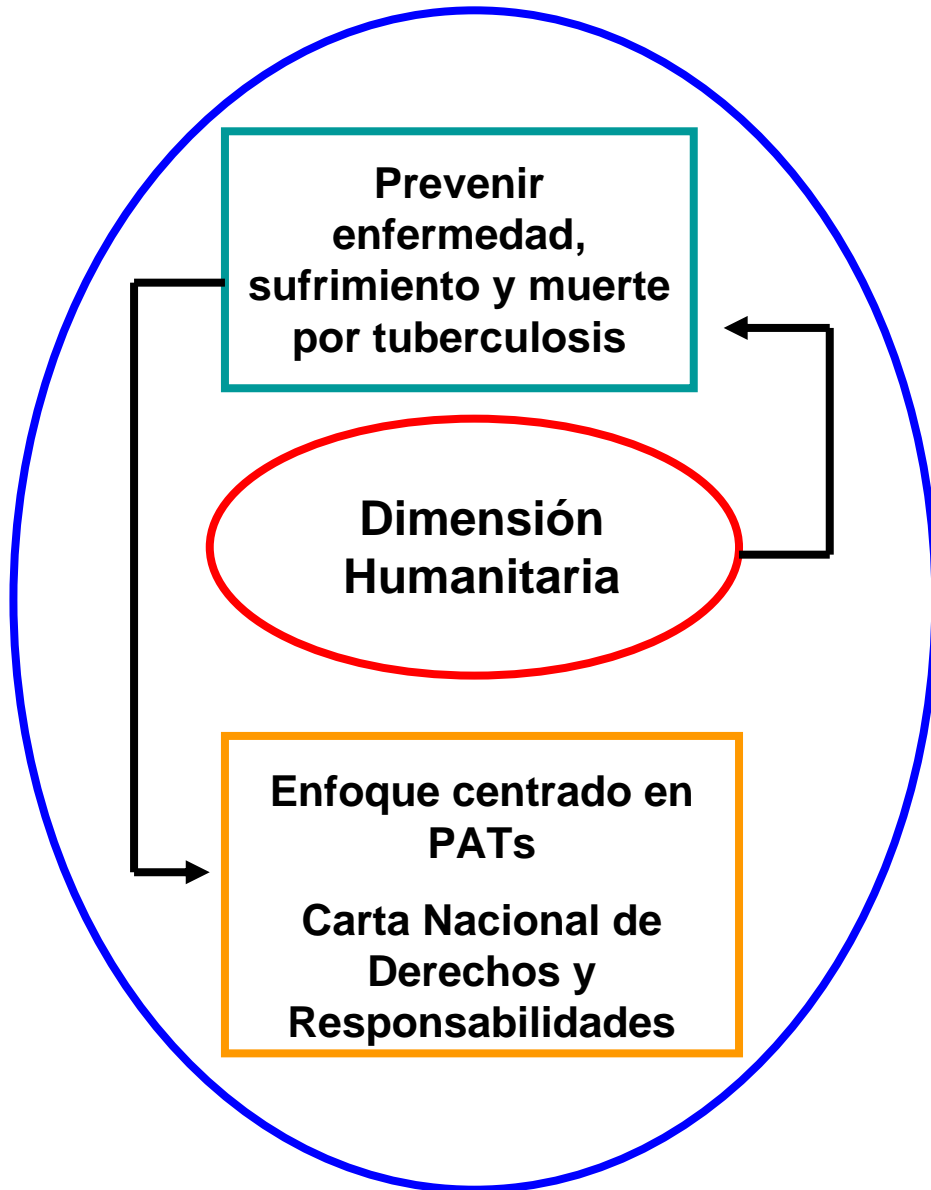 Prevenir
enfermedad,
sufrimiento y muerte
por tuberculosis
Dimensión
Humanitaria
Enfoque centrado en
PATs
Carta Nacional de
Derechos y
Responsabilidades